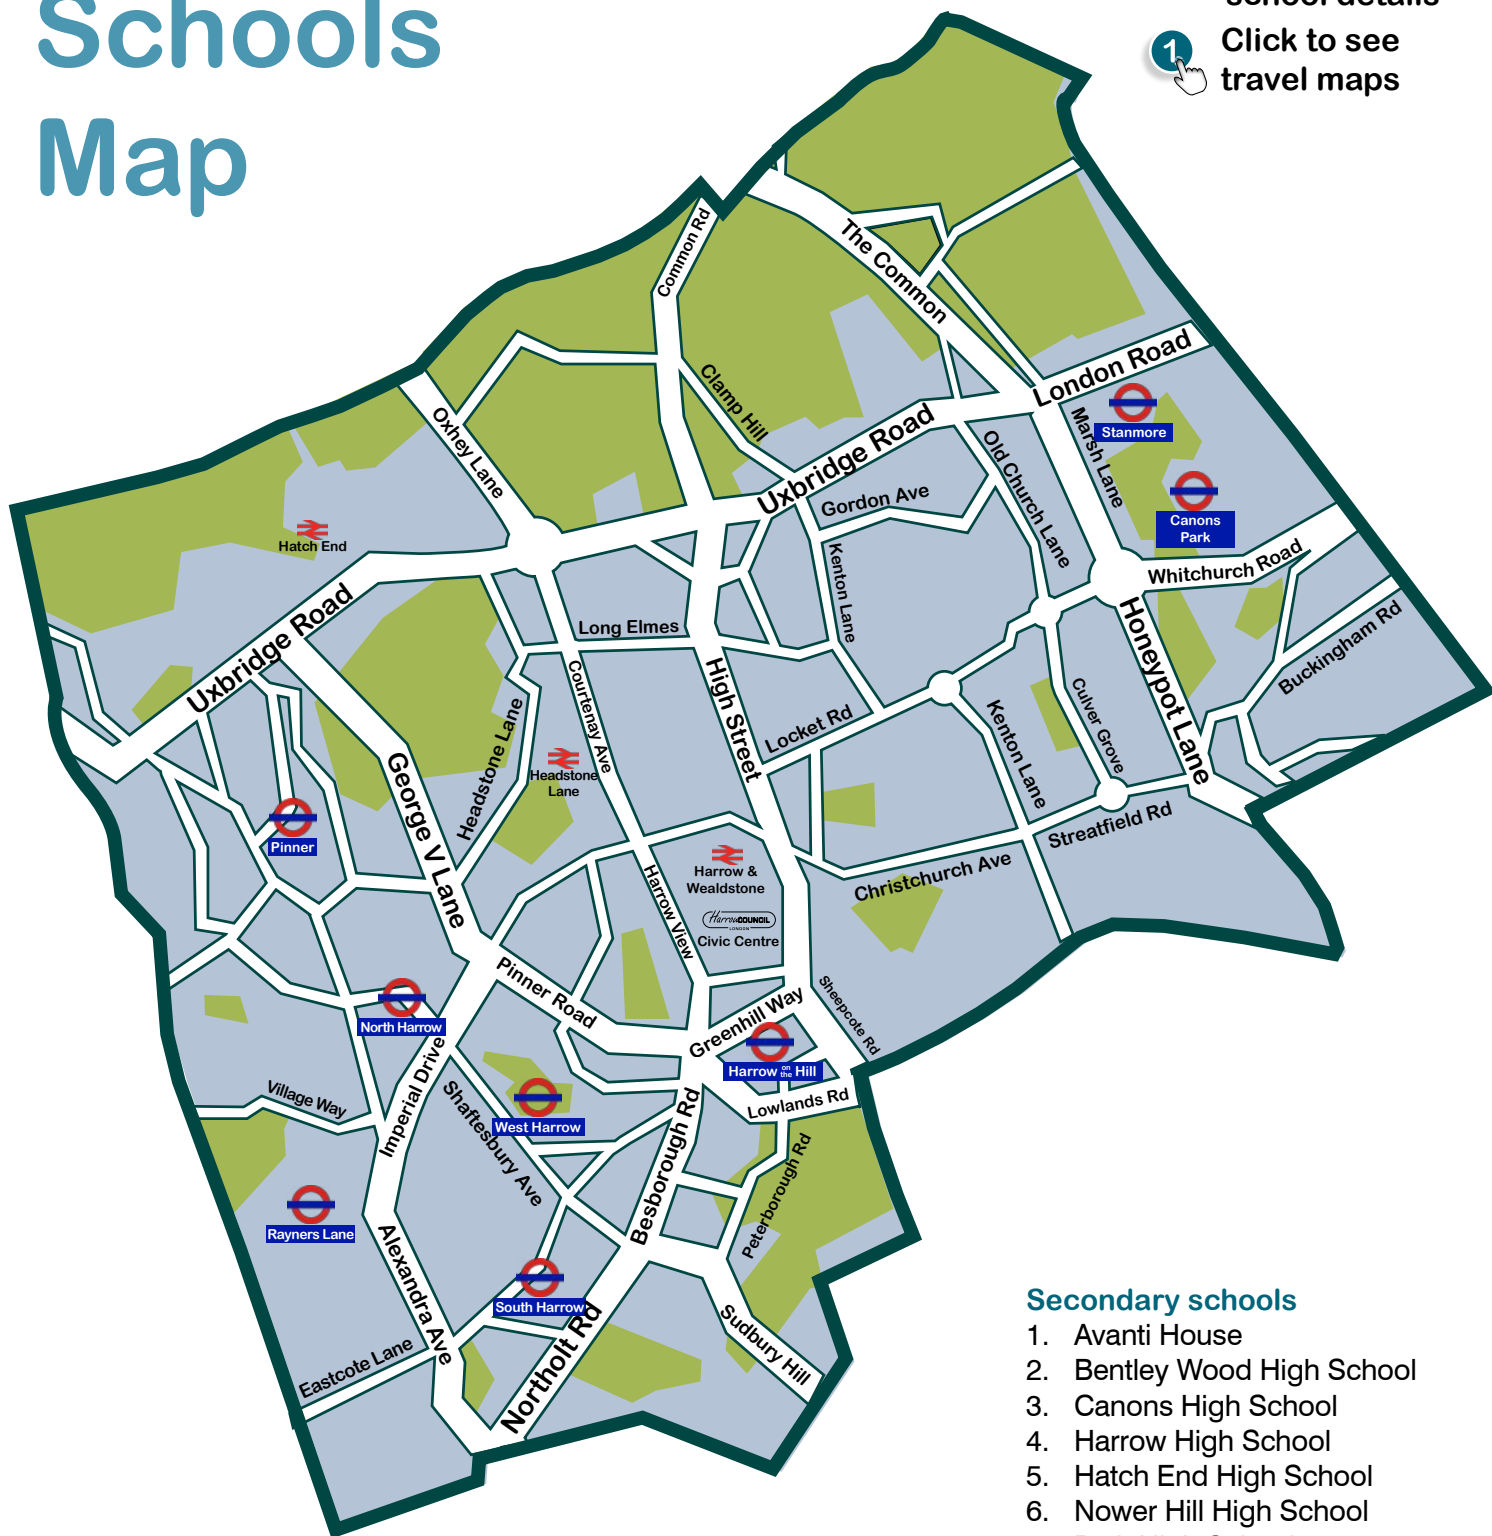 Schools
Map
school details
1
Click to see
travel maps
Common Rd
The Common
London Road
Clamp Hill
Oxhey Lane
Uxbridge Road
Stanmore
Marsh Lane
Old Church Lane
Gordon Ave
Canons
Park
Hatch End
Kenton Lane
Whitchurch Road
Uxbridge Road
Long Elmes
Honeypot Lane
Buckingham Rd
Courtenay Ave
High Street
Headstone Lane
Locket Rd
Kenton Lane
Culver Grove
Headstone
Lane
George V Lane
Pinner
Streatfield Rd
Christchurch Ave
Harrow &
Wealdstone
Harrow COUNCIL
LONDON
Civic Centre
Harrow View
Pinner Road
North Harrow
Greenhill Way
Sheepcote Rd
Harrow on the Hill
Imperial Drive
Village Way
Shaftesbury Ave
West Harrow
Lowlands Rd
Besborough Rd
Peterborough Rd
Rayners Lane
Alexandra Ave
South Harrow
Northolt Rd
Sudbury Hill
Eastcote Lane
Secondary schools
1. Avanti House
2. Bentley Wood High School
3. Canons High School
4. Harrow High School
5. Hatch End High School
6. Nower Hill High School